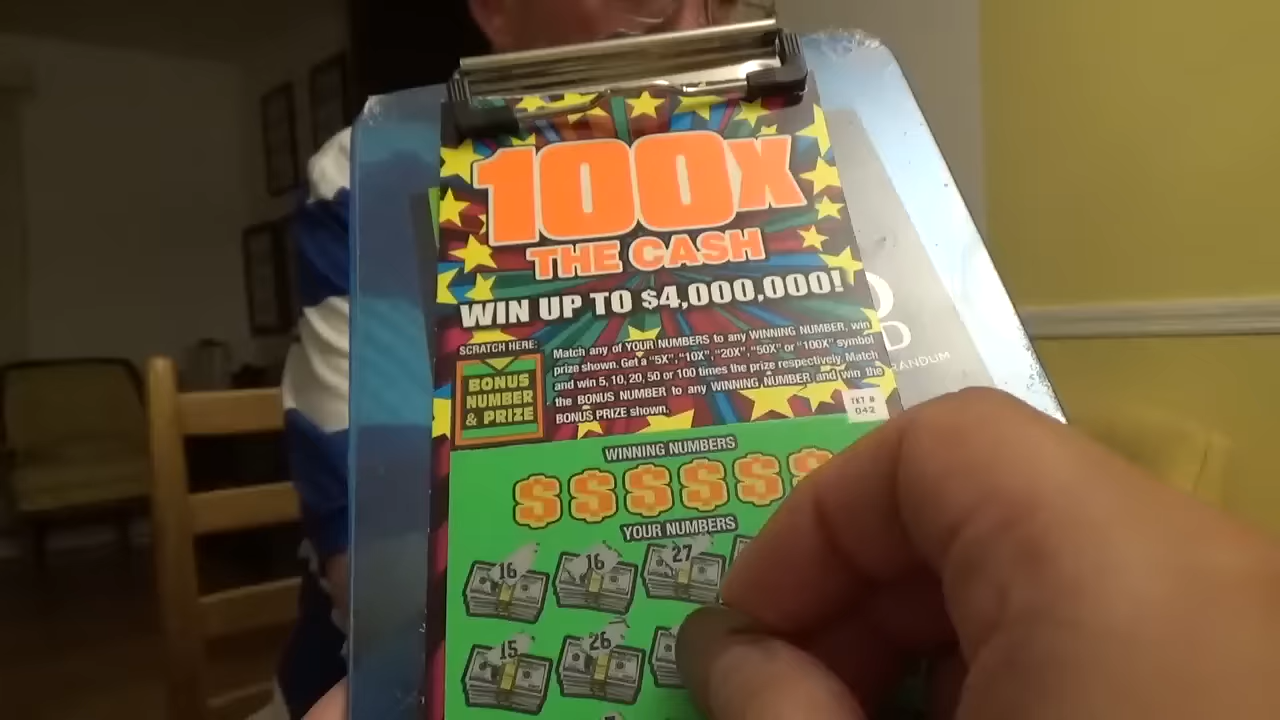 100X
THE CASH
WIN UP TO $4,000,000!
SCRATCH HERE:
BONUS
NUMBER
& PRIZE
Match any of YOUR NUMBERS to any WINNING NUMBER, win
prize shown. Get a "5X", "10X", "20X", "50X" or "100X" symbol
and win 5, 10, 20, 50 or 100 times the prize respectively. Match
the BONUS NUMBER to any WINNING NUMBER and win the
BONUS PRIZE shown.
TKT #
042
D
RANDUM
WINNING NUMBERS
$ $ $ $ $ $
YOUR NUMBERS
16 16 27
15 26